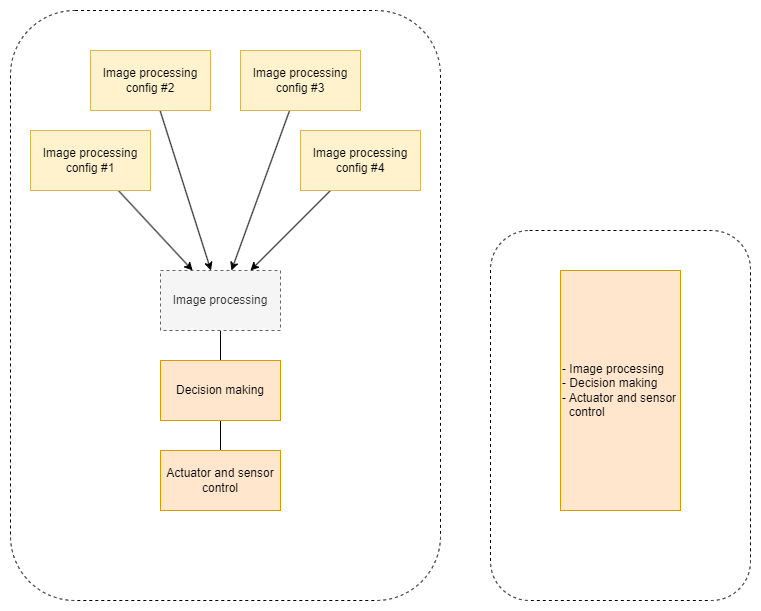 Image processing
config #2
Image processing
config #3
Image processing
config #1
Image processing
config #4
Image processing
Decision making
Actuator and sensor
control
- Image processing
- Decision making
- Actuator and sensor
control